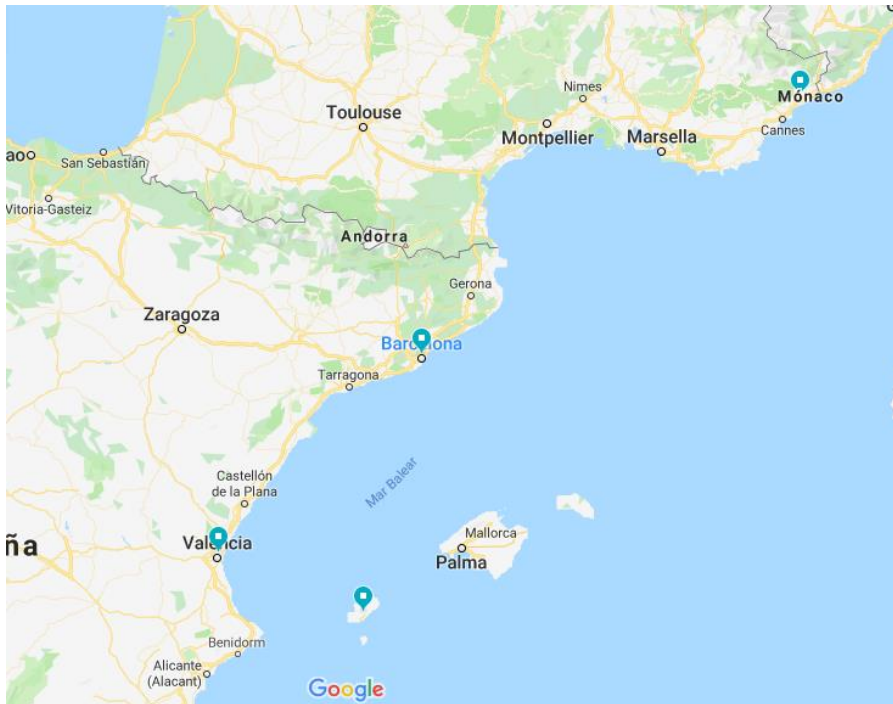 Nimes
Mónaco
Toulouse
Montpellier
Marsella
Cannes
ao
San Sebastián
Vitoria-Gasteiz
Andorra
Gerona
Zaragoza
Barcelona
Tarragona
Mar Balear
Castellón
de la Plana
Mallorca
ña
Valencia
Palma
Benidorm
Alicante
(Alacant)
Google